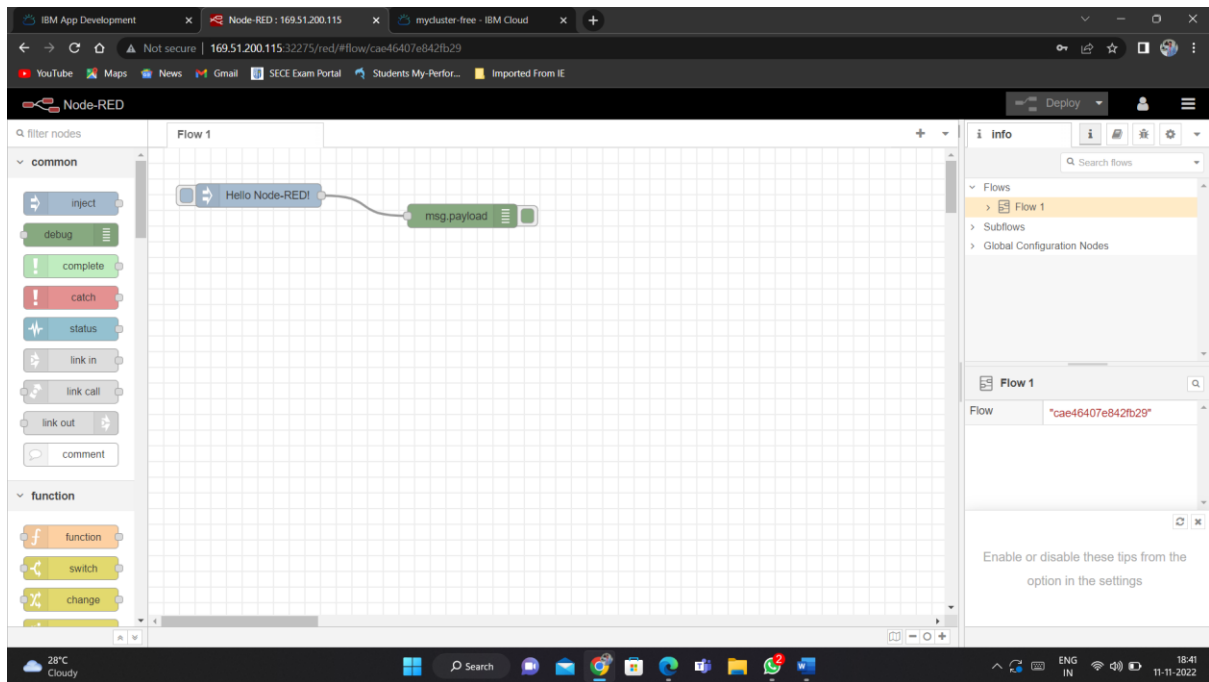 IBM App Development
Node-RED : 169.51.200.115
mycluster-free - IBM Cloud
Not secure | 169.51.200.115:32275/red/#flow/cae46407e842fb29
YouTube Maps News Gmail SECE Exam Portal Students My-Perfor... Imported From IE
Node-RED
Deploy
filter nodes
Flow 1
info
i
common
Search flows
inject
Hello Node-RED!
msg.payload
Flows
Flow 1
Subflows
Global Configuration Nodes
debug
complete
catch
status
link in
link call
link out
comment
Flow 1
Flow "cae46407e842fb29"
function
function
switch
change
Enable or disable these tips from the
option in the settings
28°C
Cloudy
Search
2
ENG
IN
18:41
11-11-2022